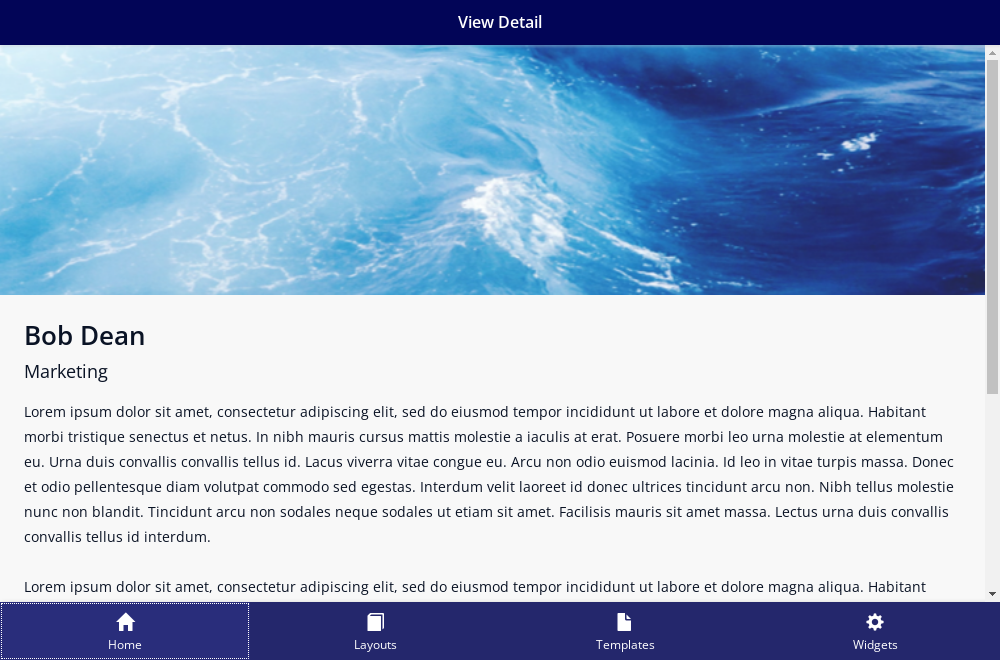 View Detail
Bob Dean
Marketing
Lorem ipsum dolor sit amet, consectetur adipiscing elit, sed do eiusmod tempor incididunt ut labore et dolore magna aliqua. Habitant
morbi tristique senectus et netus. In nibh mauris cursus mattis molestie a iaculis at erat. Posuere morbi leo urna molestie at elementum
eu. Urna duis convallis convallis tellus id. Lacus viverra vitae congue eu. Arcu non odio euismod lacinia. Id leo in vitae turpis massa. Donec
et odio pellentesque diam volutpat commodo sed egestas. Interdum velit laoreet id donec ultrices tincidunt arcu non. Nibh tellus molestie
nunc non blandit. Tincidunt arcu non sodales neque sodales ut etiam sit amet. Facilisis mauris sit amet massa. Lectus urna duis convallis
convallis tellus id interdum.
Lorem ipsum dolor sit amet, consectetur adipiscing elit, sed do eiusmod tempor incididunt ut labore et dolore magna aliqua. Habitant
Home
Layouts
Templates
Widgets